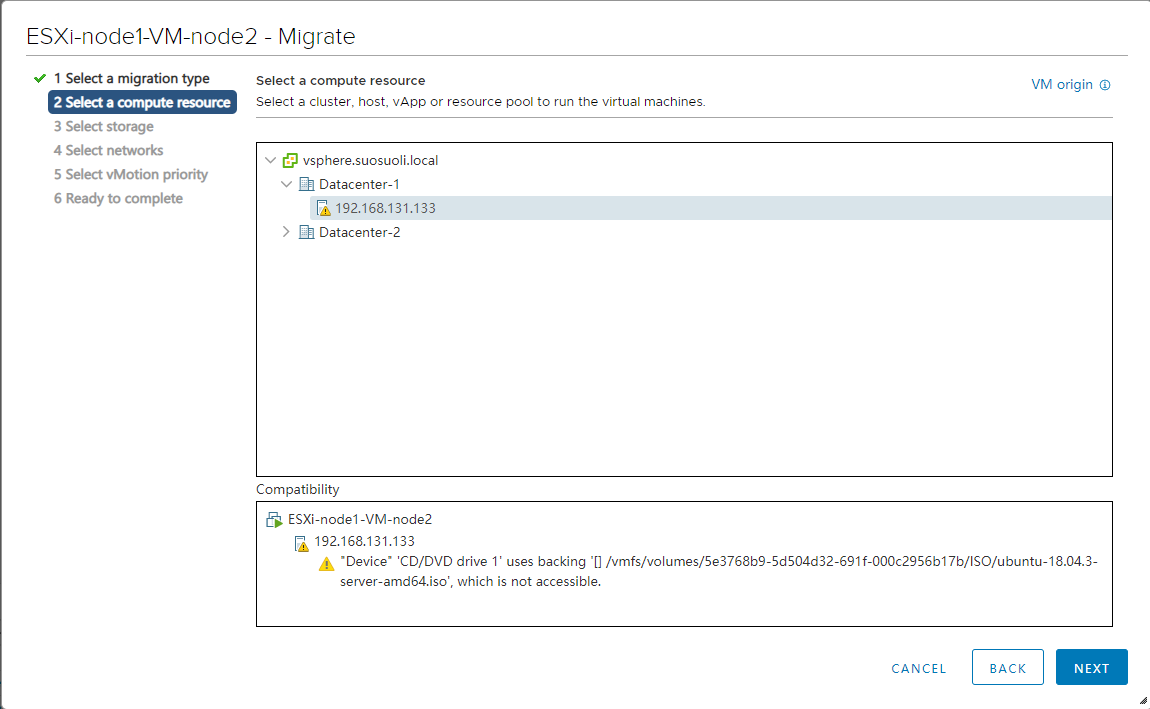 ESXi-node1-VM-node2 - Migrate
1 Select a migration type
2 Select a compute resource
3 Select storage
4 Select networks
5 Select vMotion priority
6 Ready to complete
Select a compute resource
VM origin
Select a cluster, host, vApp or resource pool to run the virtual machines.
vsphere.suosuoli.local
Datacenter-1
192.168.131.133
Datacenter-2
Compatibility
ESXi-node1-VM-node2
192.168.131.133
"Device" 'CD/DVD drive 1' uses backing '[] /vmfs/volumes/5e3768b9-5d504d32-691f-000c2956b17b/ISO/ubuntu-18.04.3-
server-amd64.iso', which is not accessible.
CANCEL
BACK
NEXT